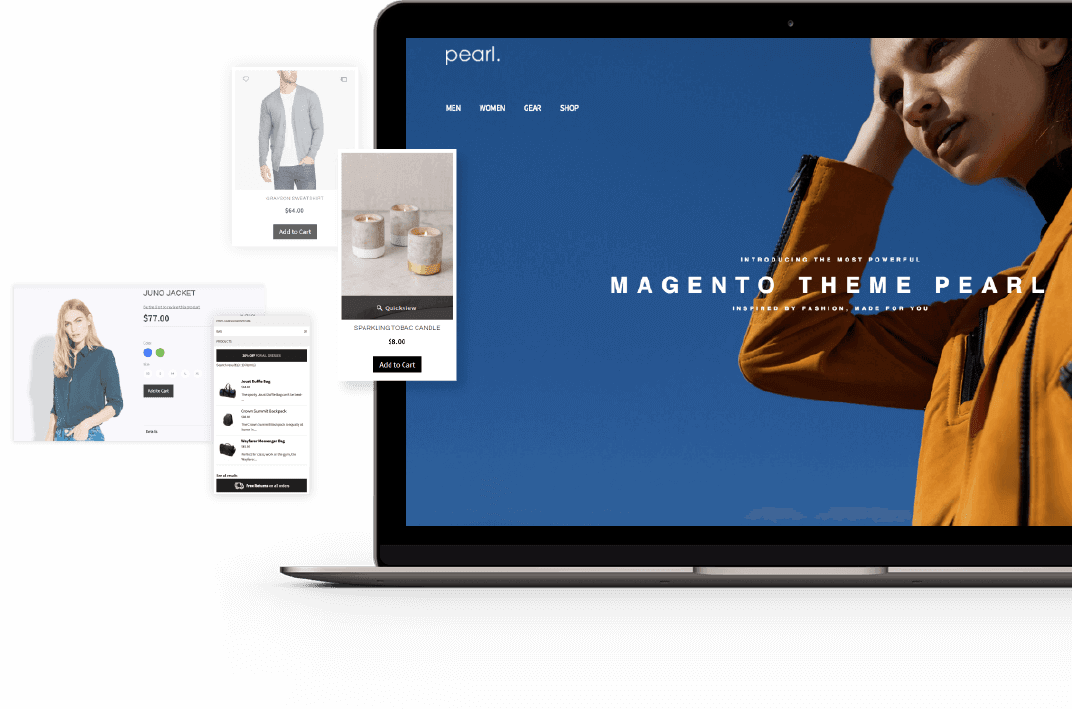 pearl.
MEN WOMEN GEAR SHOP
INTRODUCING THE MOST POWERFUL
MAGENTO THEME PEARL
INSPIRED BY FASHION, MADE FOR YOU
GRAYSON SWEATSHIRT
$64.00
Add to Cart
Quickview
SPARKLING TOBAC CANDLE
$8.00
Add to Cart
JUNO JACKET
$77.00
Color
Size
Add to Cart
Details
PRODUCTS
20% OFF
Joust Duffle Bag
Crown Summit Backpack
Wayfarer Messenger Bag
See all results
Free Returns on all orders